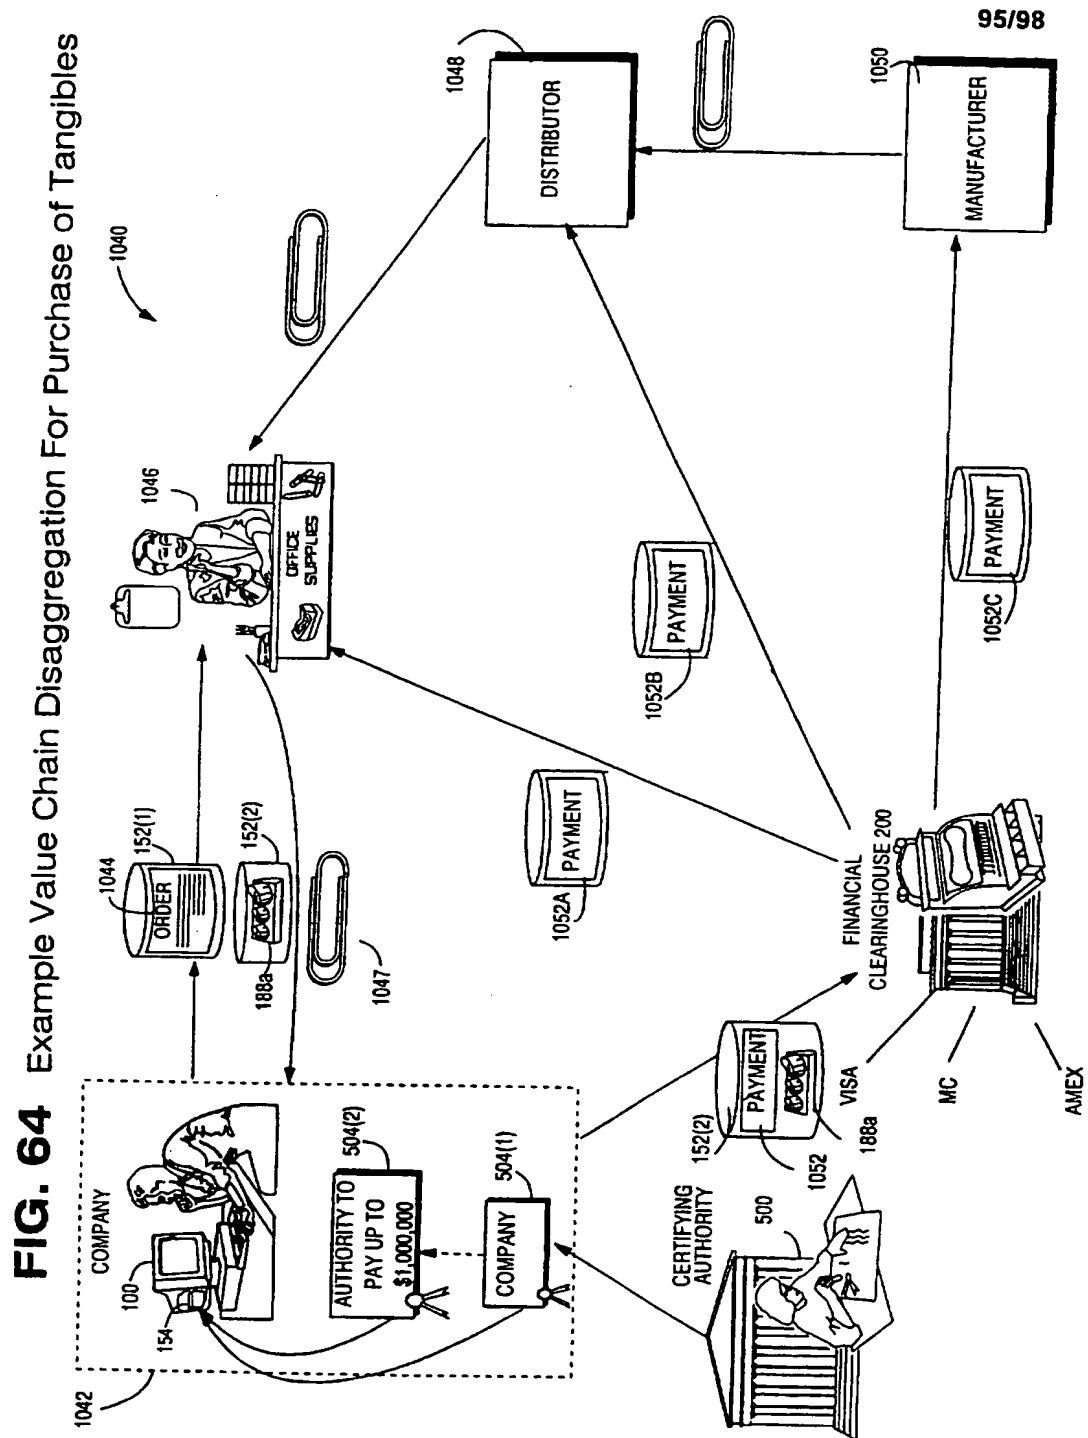 95/98
FIG. 64 Example Value Chain Disaggregation For Purchase of Tangibles
1040
1042
COMPANY
100
154
AUTHORITY TO
PAY UP TO
$1,000,000
504(2)
COMPANY
504(1)
1044
152(1)
ORDER
152(2)
188a
1047
1046
OFFICE
SUPPLIES
1048
DISTRIBUTOR
1050
MANUFACTURER
CERTIFYING
AUTHORITY
500
152(2)
PAYMENT
1052
188a
PAYMENT
1052A
PAYMENT
1052B
PAYMENT
1052C
FINANCIAL
CLEARINGHOUSE 200
VISA
MC
AMEX